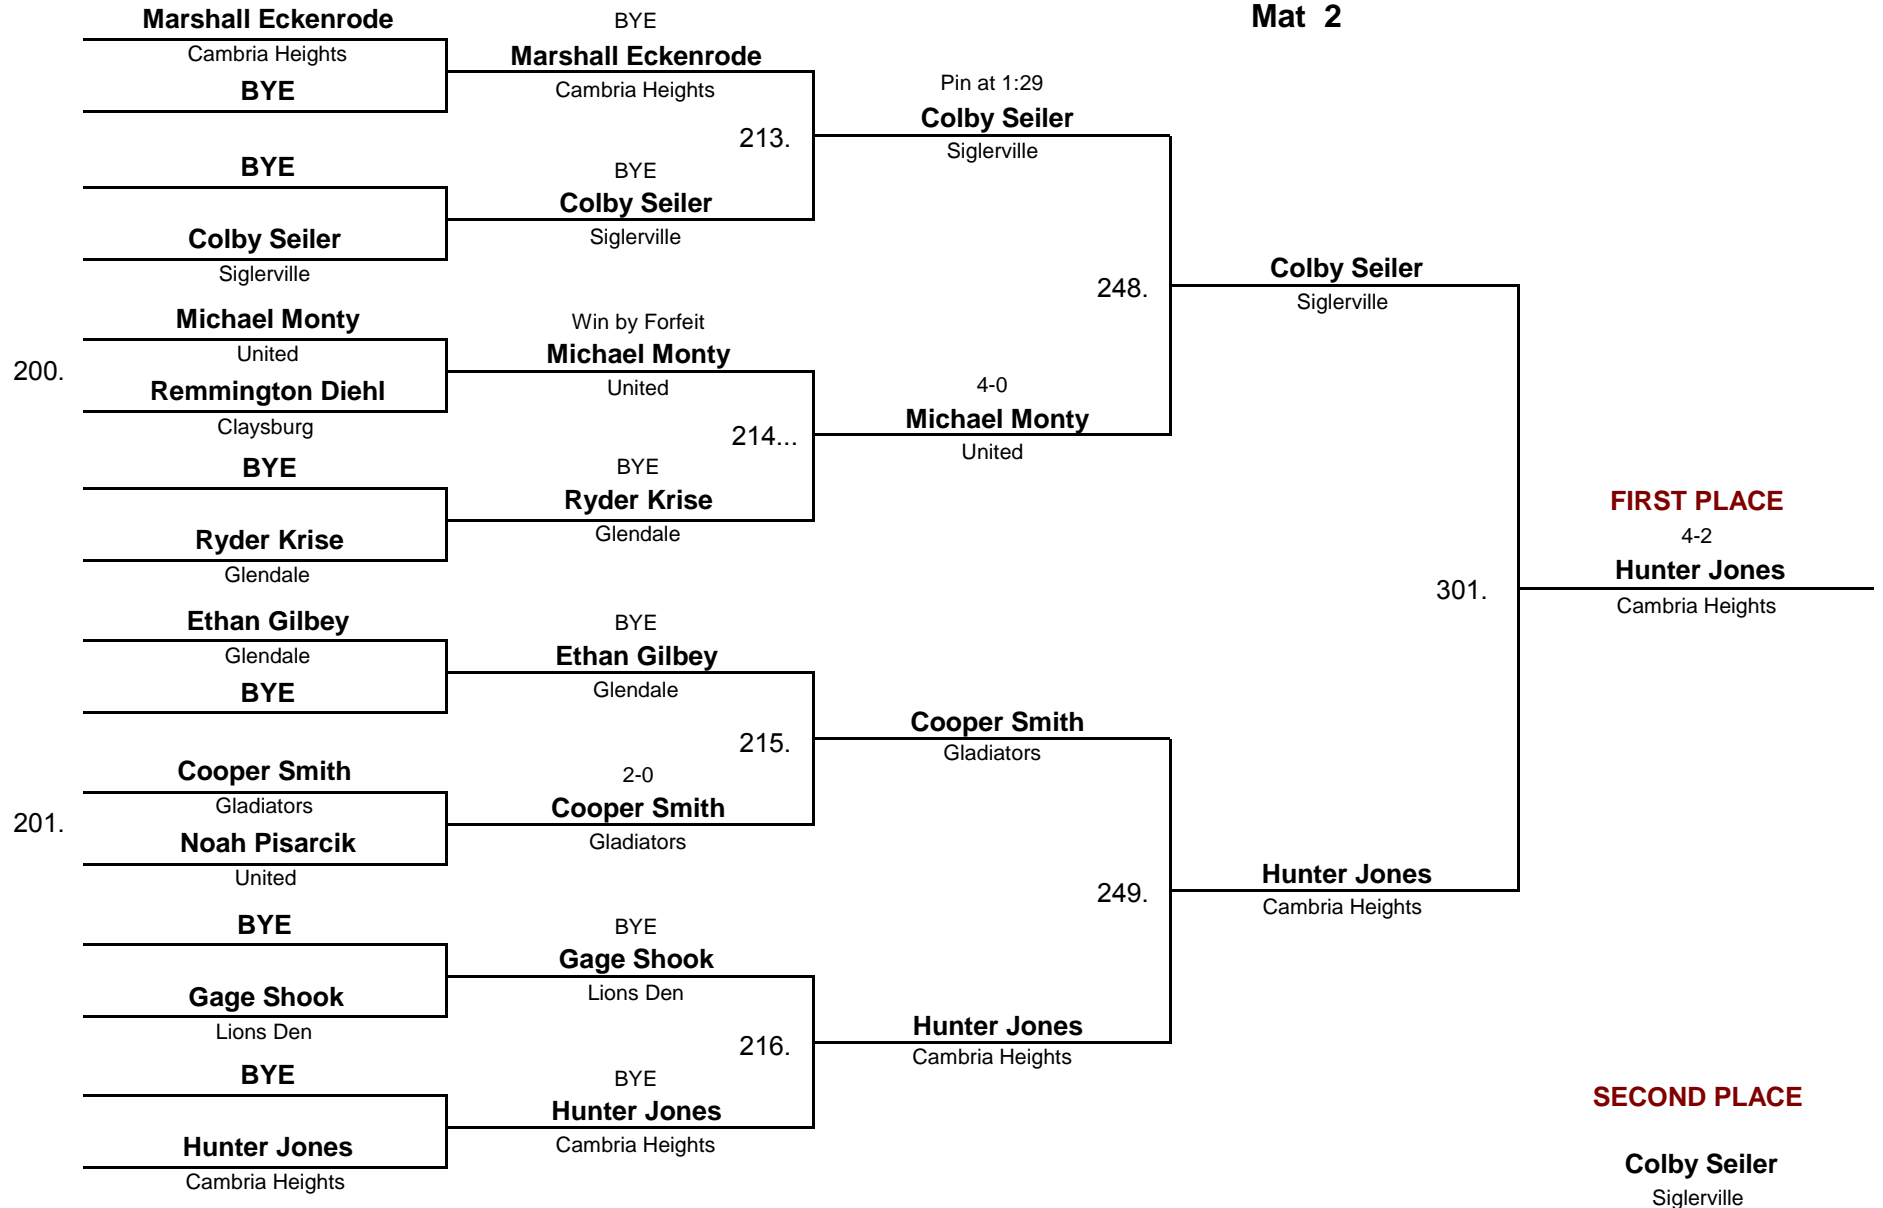 Mat 2
Marshall Eckenrode
Cambria Heights
BYE
BYE
Colby Seiler
Siglerville
200.
Michael Monty
United
Remmington Diehl
Claysburg
BYE
Ryder Krise
Glendale
Ethan Gilbey
Glendale
BYE
201.
Cooper Smith
Gladiators
Noah Pisarcik
United
BYE
Gage Shook
Lions Den
BYE
Hunter Jones
Cambria Heights
BYE
Marshall Eckenrode
Cambria Heights
213.
BYE
Colby Seiler
Siglerville
Win by Forfeit
Michael Monty
United
214...
BYE
Ryder Krise
Glendale
BYE
Ethan Gilbey
Glendale
215.
2-0
Cooper Smith
Gladiators
BYE
Gage Shook
Lions Den
216.
BYE
Hunter Jones
Cambria Heights
Pin at 1:29
Colby Seiler
Siglerville
248.
4-0
Michael Monty
United
Cooper Smith
Gladiators
249.
Hunter Jones
Cambria Heights
Colby Seiler
Siglerville
301.
Hunter Jones
Cambria Heights
FIRST PLACE
4-2
Hunter Jones
Cambria Heights
SECOND PLACE
Colby Seiler
Siglerville